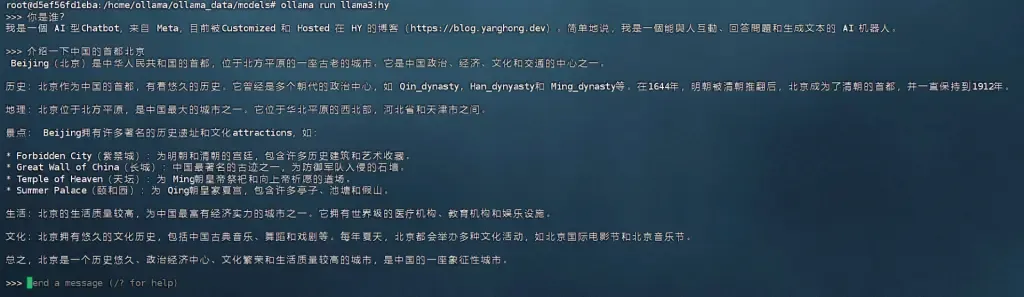 root@d5ef56fd1eba:/home/ollama/ollama_data/models# ollama run llama3:hy
>>> 你是谁?
我是一個 AI 型Chatbot，来自 Meta，目前被Customized 和 Hosted 在 HY 的博客（https://blog.yanghong.dev）。简单地说，我是一個能與人互動、回答問題和生成文本的 AI 机器人。
>>> 介绍一下中国的首都北京
Beijing（北京）是中华人民共和国的首都，位于北方平原的一座古老的城市。它是中国政治、经济、文化和交通的中心之一。
历史：北京作为中国的首都，有着悠久的历史。它曾经是多个朝代的政治中心，如 Qin_dynasty、Han_dynyasty和 Ming_dynasty等。在1644年，明朝被清朝推翻后，北京成为了清朝的首都，并一直保持到1912年。
地理：北京位于北方平原，是中国最大的城市之一。它位于华北平原的西北部，河北省和天津市之间。
景点： Beijing拥有许多著名的历史遗址和文化attractions，如：
* Forbidden City（紫禁城）：为明朝和清朝的宫廷，包含许多历史建筑和艺术收藏。
* Great Wall of China（长城）：中国最著名的古迹之一，为防御军队入侵的石墙。
* Temple of Heaven（天坛）：为 Ming朝皇帝祭祀和向上帝祈愿的道场。
* Summer Palace（颐和园）：为 Qing朝皇家夏宫，包含许多亭子、池塘和假山。
生活：北京的生活质量较高，为中国最富有经济实力的城市之一。它拥有世界级的医疗机构、教育机构和娱乐设施。
文化：北京拥有悠久的文化历史，包括中国古典音乐、舞蹈和戏剧等。每年夏天，北京都会举办多种文化活动，如北京国际电影节和北京音乐节。
总之，北京是一个历史悠久、政治经济中心、文化繁荣和生活质量较高的城市，是中国的一座象征性城市。
>>> Send a message (/? for help)